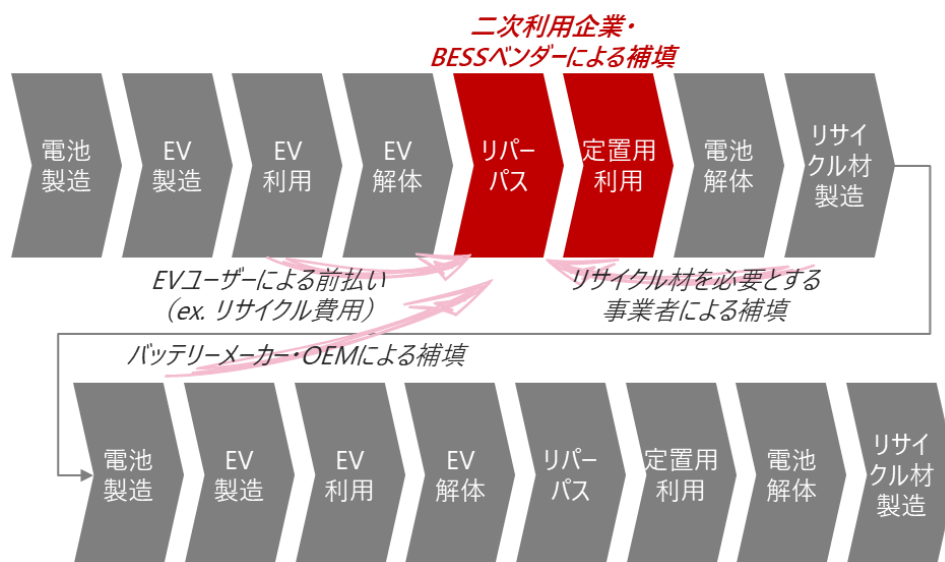 二次利用企業・
BESSベンダーによる補填
電池
製造
EV
製造
EV
利用
EV
解体
リパー
パス
定置用
利用
電池
解体
リサイ
クル材
製造
EVユーザーによる前払い
（ex. リサイクル費用）
リサイクル材を必要とする
事業者による補填
バッテリーメーカー・OEMによる補填
電池
製造
EV
製造
EV
利用
EV
解体
リパー
パス
定置用
利用
電池
解体
リサイ
クル材
製造